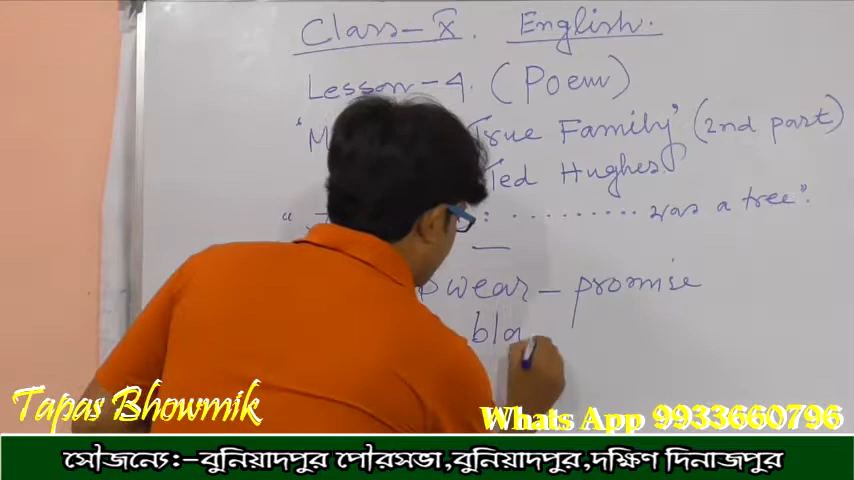 Class - X. English.
Lesson - 4. (Poem)
True Family' (2nd part)
Ted Hughes
was a tree".
swear - promise
bla
Tapas Bhowmik
Whats App 9933660796
সৌজন্যে:-বুনিয়াদপুর পৌরসভা,বুনিয়াদপুর,দক্ষিণ দিনাজপুর